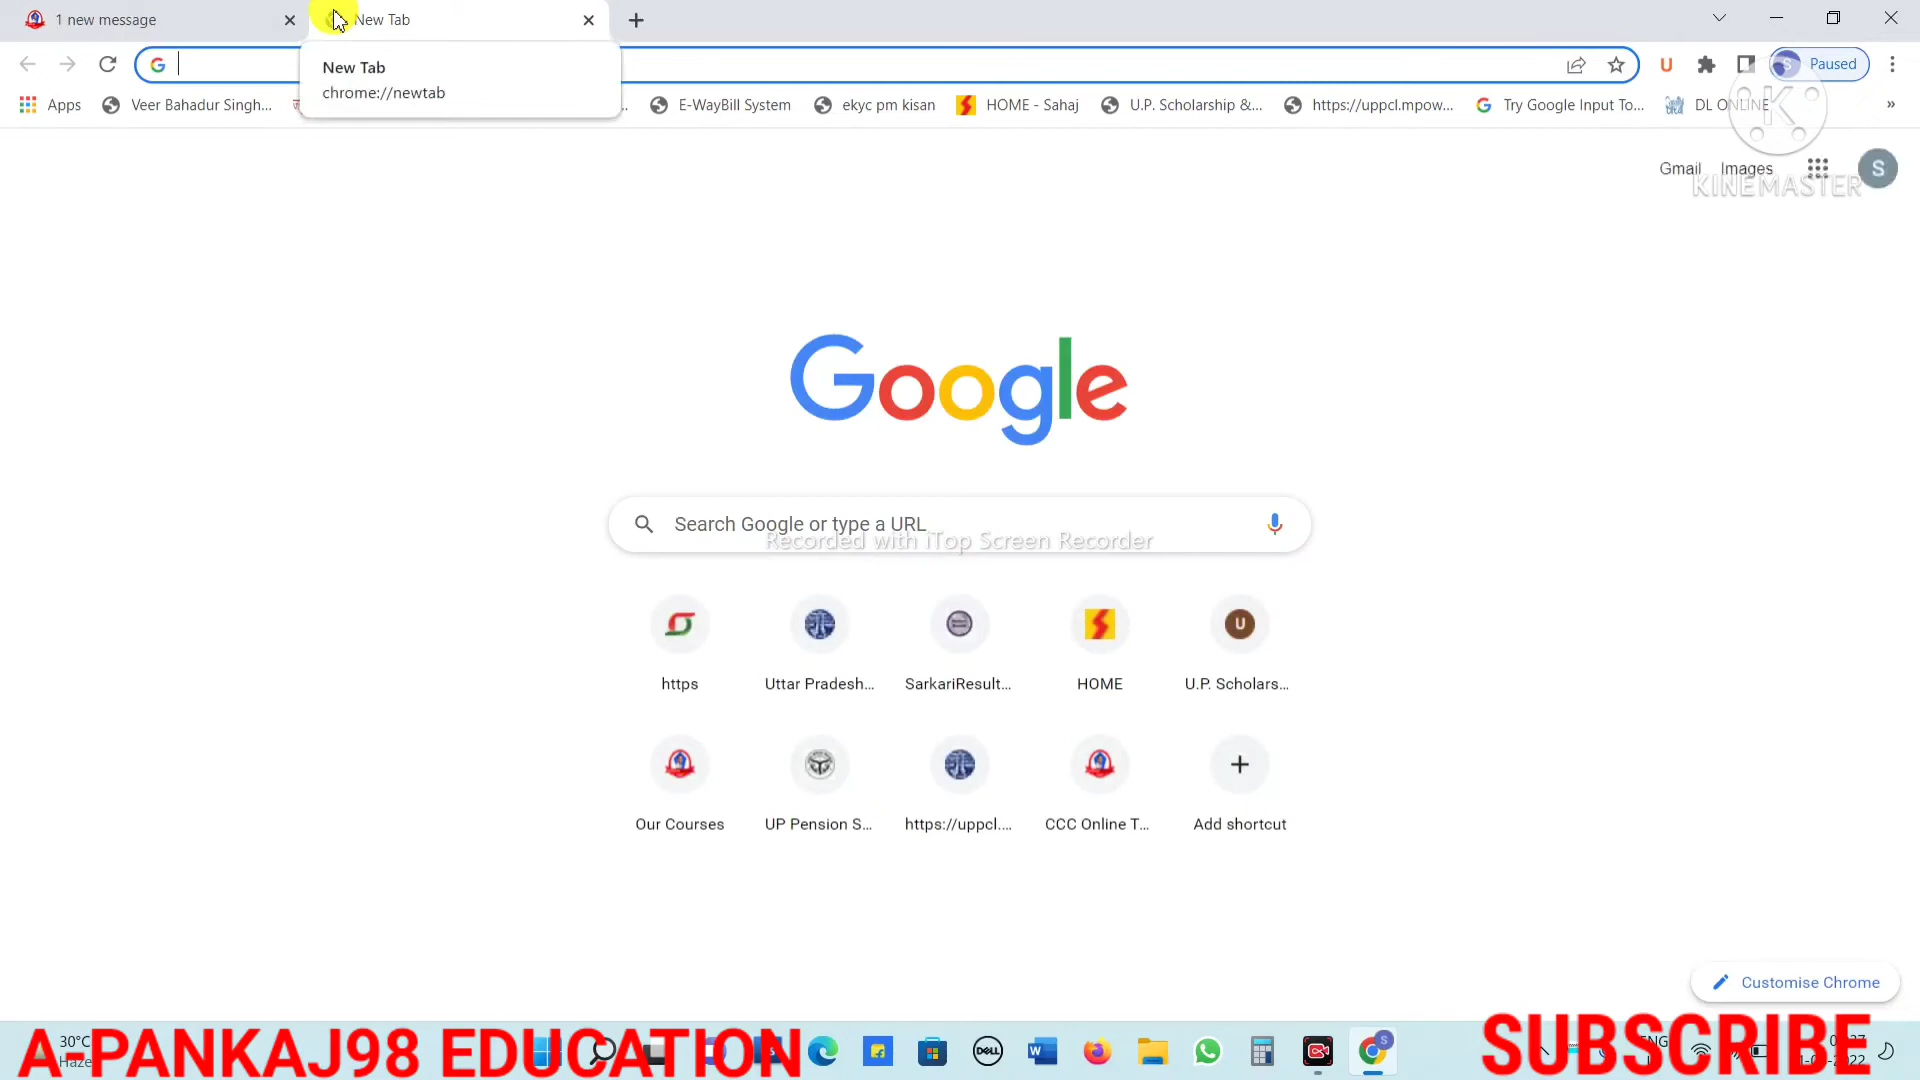 1 new message
New Tab
New Tab
chrome://newtab
Paused
Apps
Veer Bahadur Singh...
E-WayBill System
ekyc pm kisan
HOME - Sahaj
U.P. Scholarship &...
https://uppcl.mpow...
Try Google Input To...
DL ONLINE
»
Gmail
Images
S
K
KINEMASTER
Google
Search Google or type a URL
Recorded with iTop Screen Recorder
https
Uttar Pradesh...
SarkariResult...
HOME
U
U.P. Scholars...
Our Courses
UP Pension S...
https://uppcl....
CCC Online T...
Add shortcut
Customise Chrome
30°C
Haze
A-PANKAJ98 EDUCATION
DELL
ENG
SUBSCRIBE